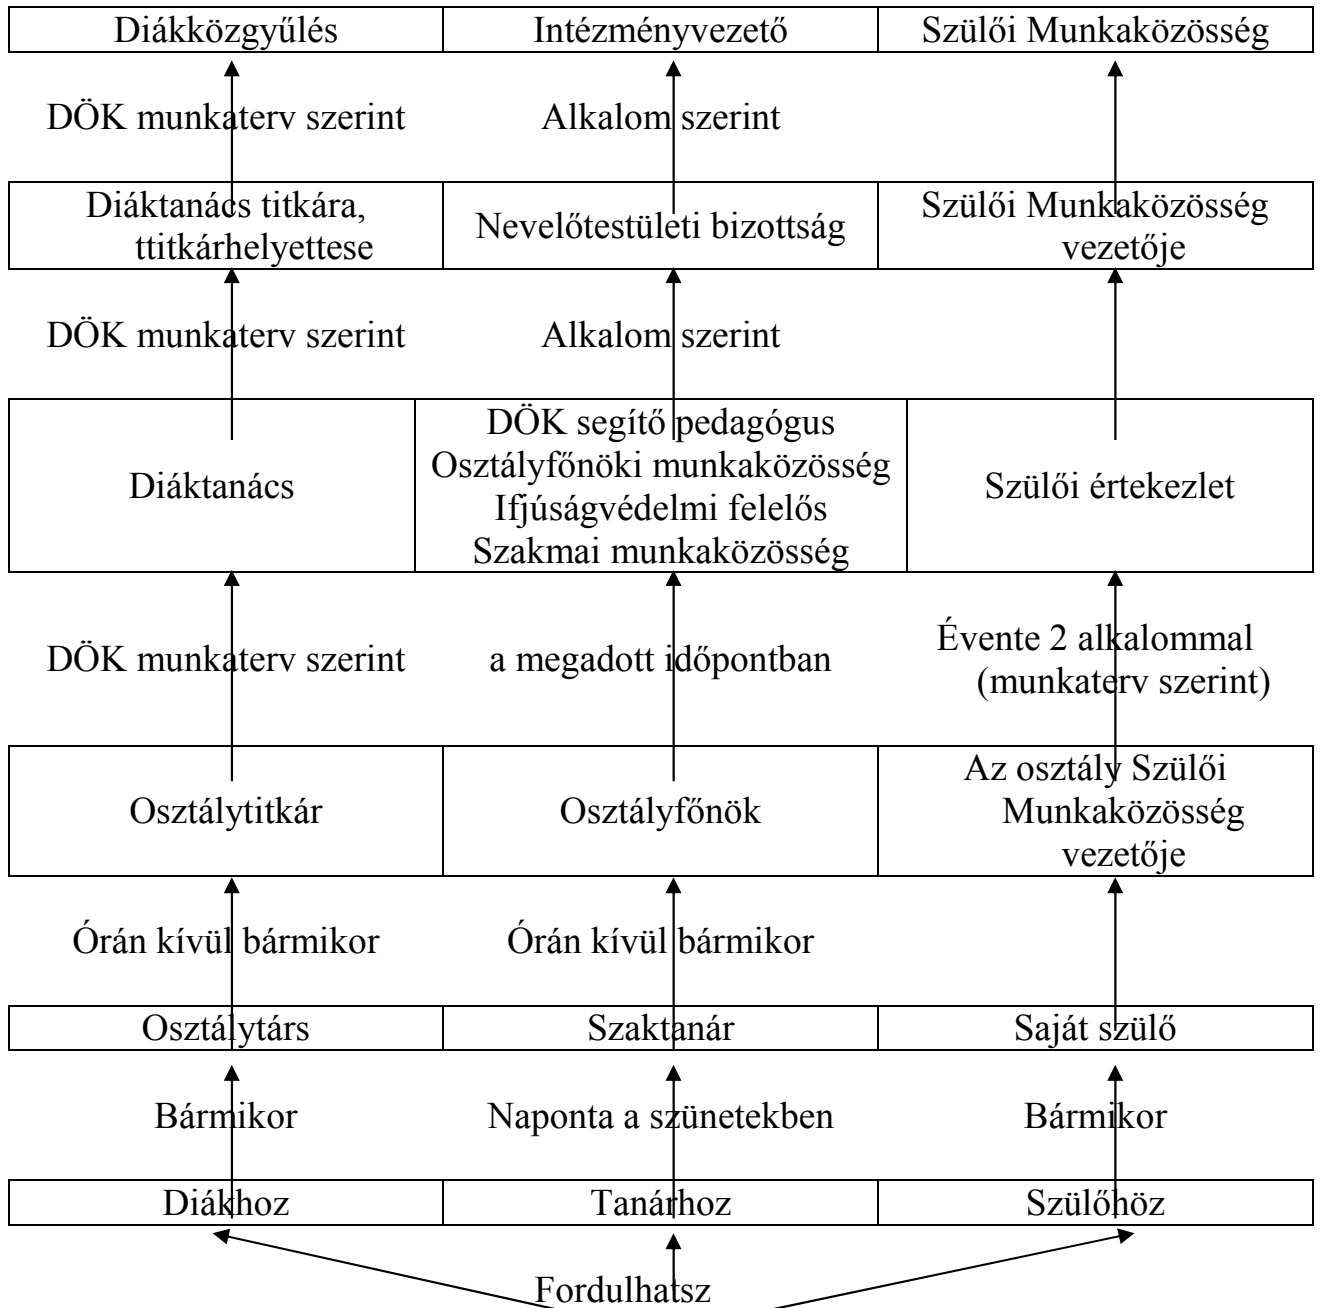 Diákközgyűlés Intézményvezető Szülői Munkaközösség
DÖK munkaterv szerint Alkalom szerint
Diáktanács titkára,
ttitkárhelyettese
Nevelőtestületi bizottság
Szülői Munkaközösség
vezetője
DÖK munkaterv szerint Alkalom szerint
Diáktanács
DÖK segítő pedagógus
Osztályfőnöki munkaközösség
Ifjúságvédelmi felelős
Szakmai munkaközösség
Szülői értekezlet
DÖK munkaterv szerint a megadott időpontban
Évente 2 alkalommal
(munkaterv szerint)
Osztálytitkár Osztályfőnök
Az osztály Szülői
Munkaközösség
vezetője
Órán kívül bármikor Órán kívül bármikor
Osztálytárs Szaktanár Saját szülő
Bármikor Naponta a szünetekben Bármikor
Diákhoz Tanárhoz Szülőhöz
Fordulhatsz